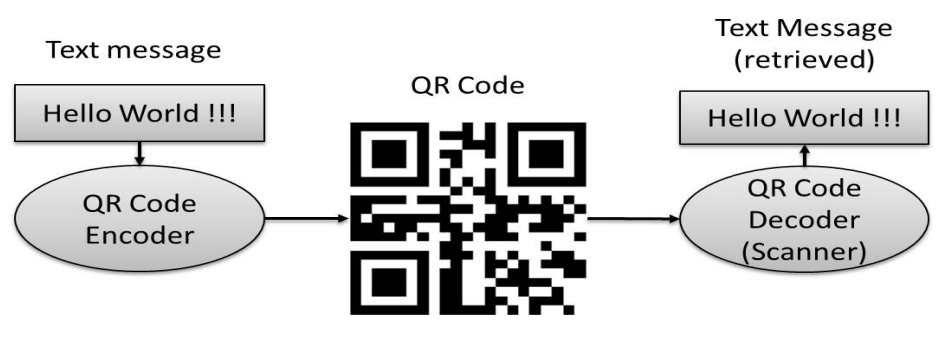 Text message
Hello World !!!
QR Code
Encoder
QR Code
Text Message
(retrieved)
Hello World !!!
QR Code
Decoder
(Scanner)